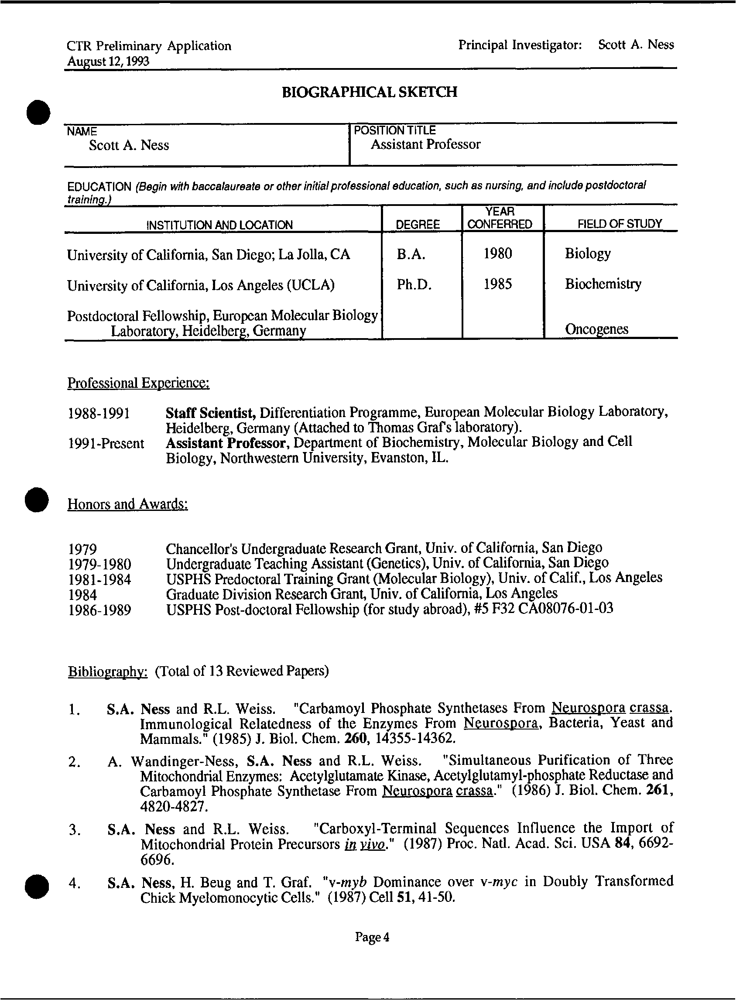 CTR Preliminary Application Principal Investigator: Scott A. Ness
August 12, 1993
BIOGRAPHICAL SKETCH
NAME POSITION TITLE
Scott A. Ness Assistant Professor
EDUCATION (Begin with baccalaureate or other initial professional education, such as nursing, and include postdoctoral
training.)
INSTITUTION AND LOCATION DEGREE YEAR CONFERRED FIELD OF STUDY
University of California, San Diego; La Jolla, CA B.A. 1980 Biology
University of California, Los Angeles (UCLA) Ph.D. 1985 Biochemistry
Postdoctoral Fellowship, European Molecular Biology
Laboratory, Heidelberg, Germany Oncogenes
Professional Experience:
1988-1991 Staff Scientist, Differentiation Programme, European Molecular Biology Laboratory,
Heidelberg, Germany (Attached to Thomas Graf's laboratory).
1991-Present Assistant Professor, Department of Biochemistry, Molecular Biology and Cell
Biology, Northwestern University, Evanston, IL.
Honors and Awards:
1979 Chancellor's Undergraduate Research Grant, Univ. of California, San Diego
1979-1980 Undergraduate Teaching Assistant (Genetics), Univ. of California, San Diego
1981-1984 USPHS Predoctoral Training Grant (Molecular Biology), Univ. of Calif., Los Angeles
1984 Graduate Division Research Grant, Univ. of California, Los Angeles
1986-1989 USPHS Post-doctoral Fellowship (for study abroad), #5 F32 CA08076-01-03
Bibliography: (Total of 13 Reviewed Papers)
1. S.A. Ness and R.L. Weiss. "Carbamoyl Phosphate Synthetases From Neurospora crassa.
Immunological Relatedness of the Enzymes From Neurospora, Bacteria, Yeast and
Mammals." (1985) J. Biol. Chem. 260, 14355-14362.
2. A. Wandinger-Ness, S.A. Ness and R.L. Weiss. "Simultaneous Purification of Three
Mitochondrial Enzymes: Acetylglutamate Kinase, Acetylglutamyl-phosphate Reductase and
Carbamoyl Phosphate Synthetase From Neurospora crassa." (1986) J. Biol. Chem. 261,
4820-4827.
3. S.A. Ness and R.L. Weiss. "Carboxyl-Terminal Sequences Influence the Import of
Mitochondrial Protein Precursors in vivo." (1987) Proc. Natl. Acad. Sci. USA 84, 6692-
6696.
4. S.A. Ness, H. Beug and T. Graf. "v-myb Dominance over v-myc in Doubly Transformed
Chick Myelomonocytic Cells." (1987) Cell 51, 41-50.
Page 4